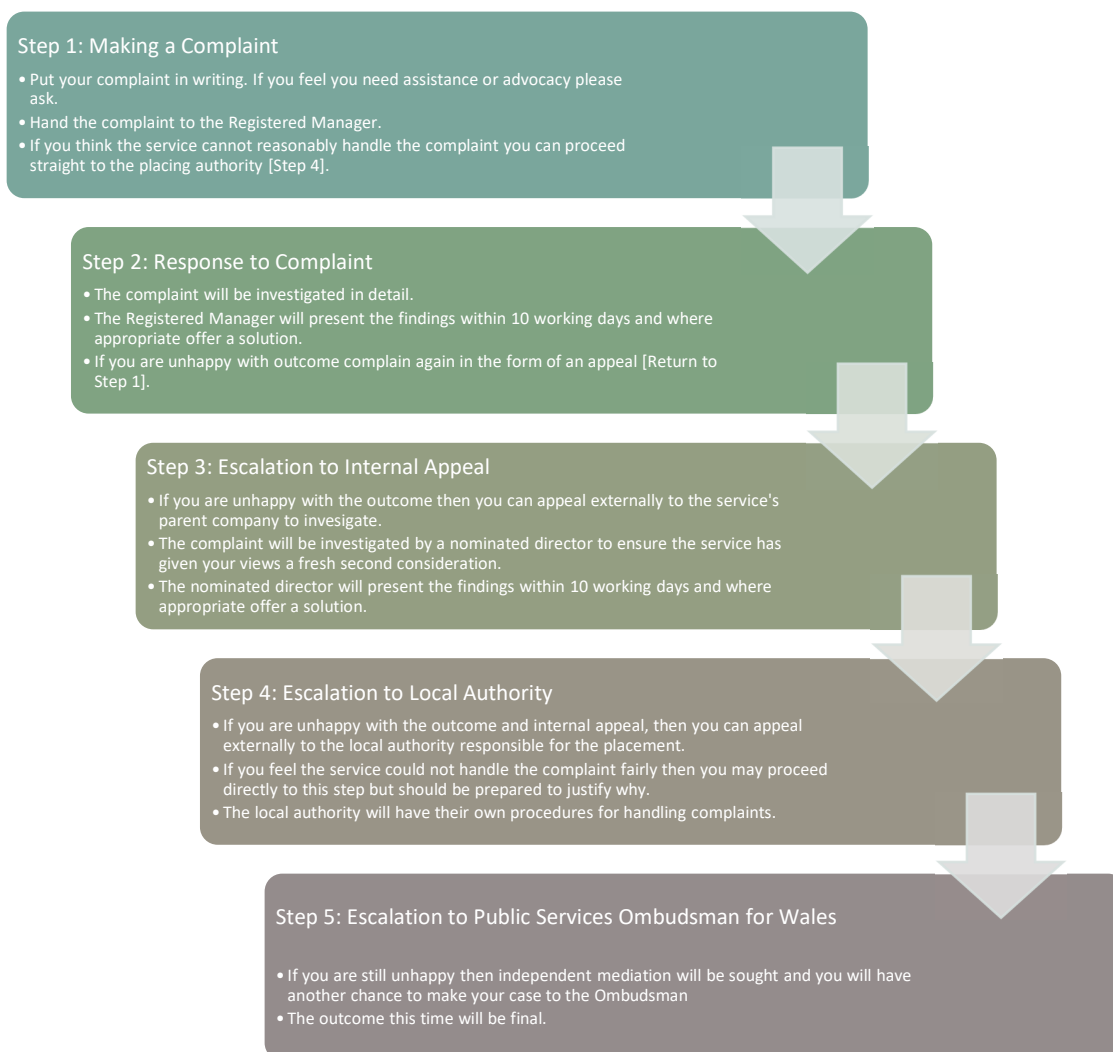 Step 1: Making a Complaint
• Put your complaint in writing. If you feel you need assistance or advocacy please
ask.
• Hand the complaint to the Registered Manager.
• If you think the service cannot reasonably handle the complaint you can proceed
straight to the placing authority [Step 4].
Step 2: Response to Complaint
• The complaint will be investigated in detail.
• The Registered Manager will present the findings within 10 working days and where
appropriate offer a solution.
• If you are unhappy with outcome complain again in the form of an appeal [Return to
Step 1].
Step 3: Escalation to Internal Appeal
• If you are unhappy with the outcome then you can appeal externally to the service's
parent company to invesigate.
• The complaint will be investigated by a nominated director to ensure the service has
given your views a fresh second consideration.
• The nominated director will present the findings within 10 working days and where
appropriate offer a solution.
Step 4: Escalation to Local Authority
• If you are unhappy with the outcome and internal appeal, then you can appeal
externally to the local authority responsible for the placement.
• If you feel the service could not handle the complaint fairly then you may proceed
directly to this step but should be prepared to justify why.
• The local authority will have their own procedures for handling complaints.
Step 5: Escalation to Public Services Ombudsman for Wales
• If you are still unhappy then independent mediation will be sought and you will have
another chance to make your case to the Ombudsman
• The outcome this time will be final.